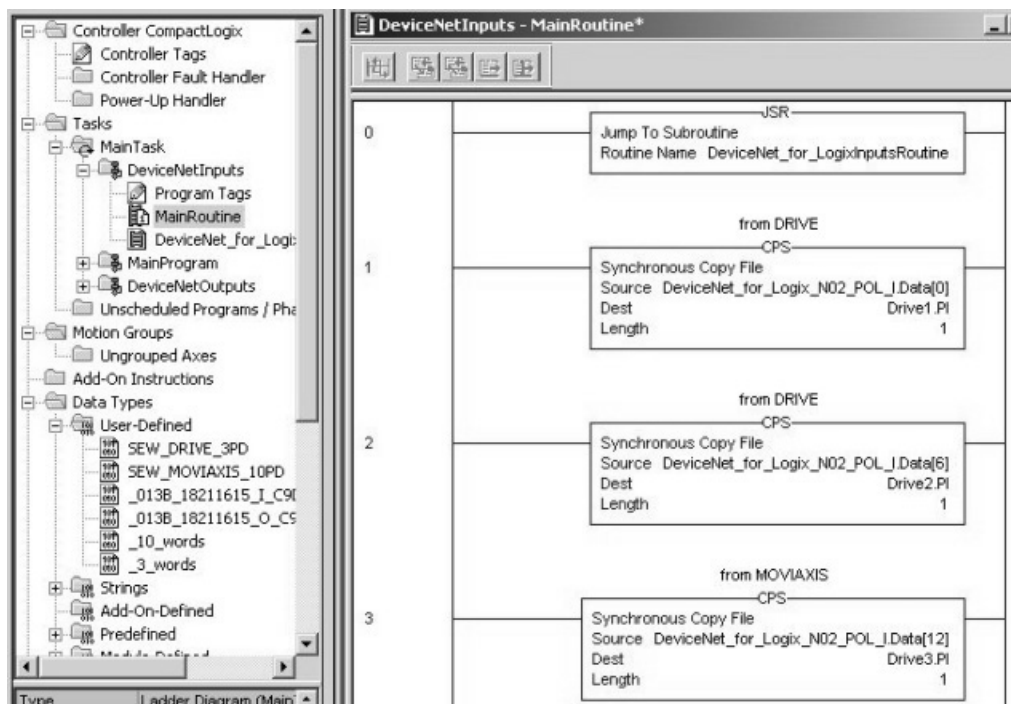 Controller CompactLogix
Controller Tags
Controller Fault Handler
Power-Up Handler
Tasks
MainTask
DeviceNetInputs
Program Tags
MainRoutine
DeviceNet_for_Logi
MainProgram
DeviceNetOutputs
Unscheduled Programs / Pha
Motion Groups
Ungrouped Axes
Add-On Instructions
Data Types
User-Defined
SEW_DRIVE_3PD
SEW_MOVIAXIS_10PD
_013B_18211615_I_C9
_013B_18211615_O_C9
_10_words
_3_words
Strings
Add-On-Defined
Predefined
Module-Defined
Type
Ladder Diagram (Main
DeviceNetInputs - MainRoutine*
0
JSR
Jump To Subroutine
Routine Name DeviceNet_for_LogixInputsRoutine
from DRIVE
1
CPS
Synchronous Copy File
Source DeviceNet_for_Logix_N02_POL_I.Data[0]
Dest Drive1.PI
Length 1
from DRIVE
2
CPS
Synchronous Copy File
Source DeviceNet_for_Logix_N02_POL_I.Data[6]
Dest Drive2.PI
Length 1
from MOVIAXIS
3
CPS
Synchronous Copy File
Source DeviceNet_for_Logix_N02_POL_I.Data[12]
Dest Drive3.PI
Length 1